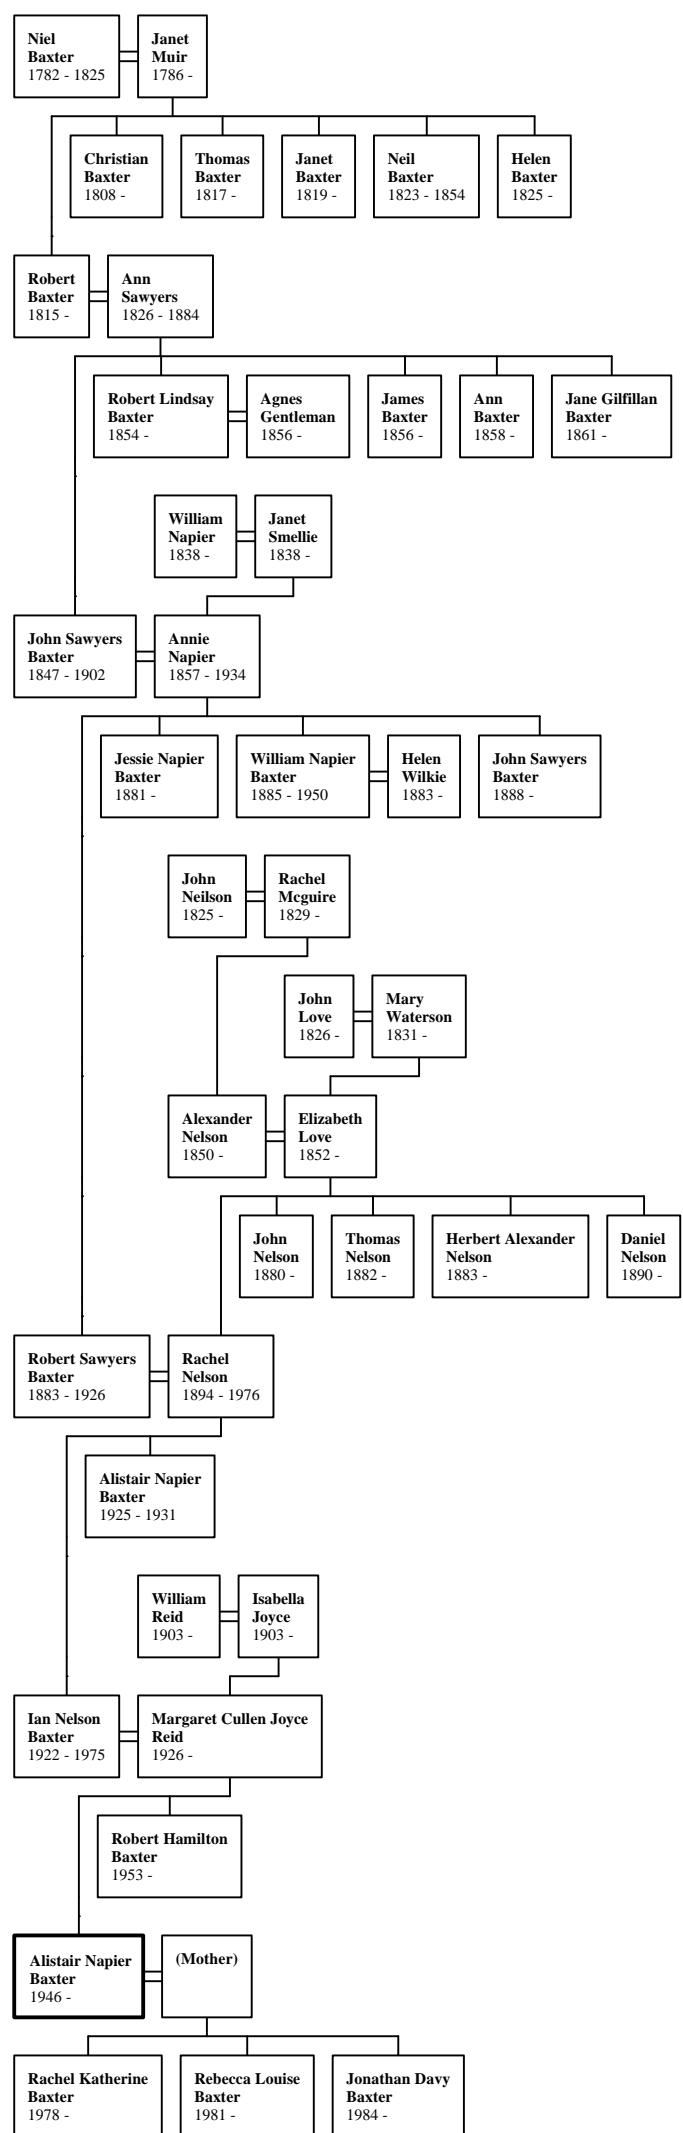 Niel
Baxter
1782 - 1825
Janet
Muir
1786 -
Christian
Baxter
1808 -
Thomas
Baxter
1817 -
Janet
Baxter
1819 -
Neil
Baxter
1823 - 1854
Helen
Baxter
1825 -
Robert
Baxter
1815 -
Ann
Sawyers
1826 - 1884
Robert Lindsay
Baxter
1854 -
Agnes
Gentleman
1856 -
James
Baxter
1856 -
Ann
Baxter
1858 -
Jane Gilfillan
Baxter
1861 -
William
Napier
1838 -
Janet
Smellie
1838 -
John Sawyers
Baxter
1847 - 1902
Annie
Napier
1857 - 1934
Jessie Napier
Baxter
1881 -
William Napier
Baxter
1885 - 1950
Helen
Wilkie
1883 -
John Sawyers
Baxter
1888 -
John
Neilson
1825 -
Rachel
Mcguire
1829 -
John
Love
1826 -
Mary
Waterson
1831 -
Alexander
Nelson
1850 -
Elizabeth
Love
1852 -
John
Nelson
1880 -
Thomas
Nelson
1882 -
Herbert Alexander
Nelson
1883 -
Daniel
Nelson
1890 -
Robert Sawyers
Baxter
1883 - 1926
Rachel
Nelson
1894 - 1976
Alistair Napier
Baxter
1925 - 1931
William
Reid
1903 -
Isabella
Joyce
1903 -
Ian Nelson
Baxter
1922 - 1975
Margaret Cullen Joyce
Reid
1926 -
Robert Hamilton
Baxter
1953 -
Alistair Napier
Baxter
1946 -
(Mother)
Rachel Katherine
Baxter
1978 -
Rebecca Louise
Baxter
1981 -
Jonathan Davy
Baxter
1984 -